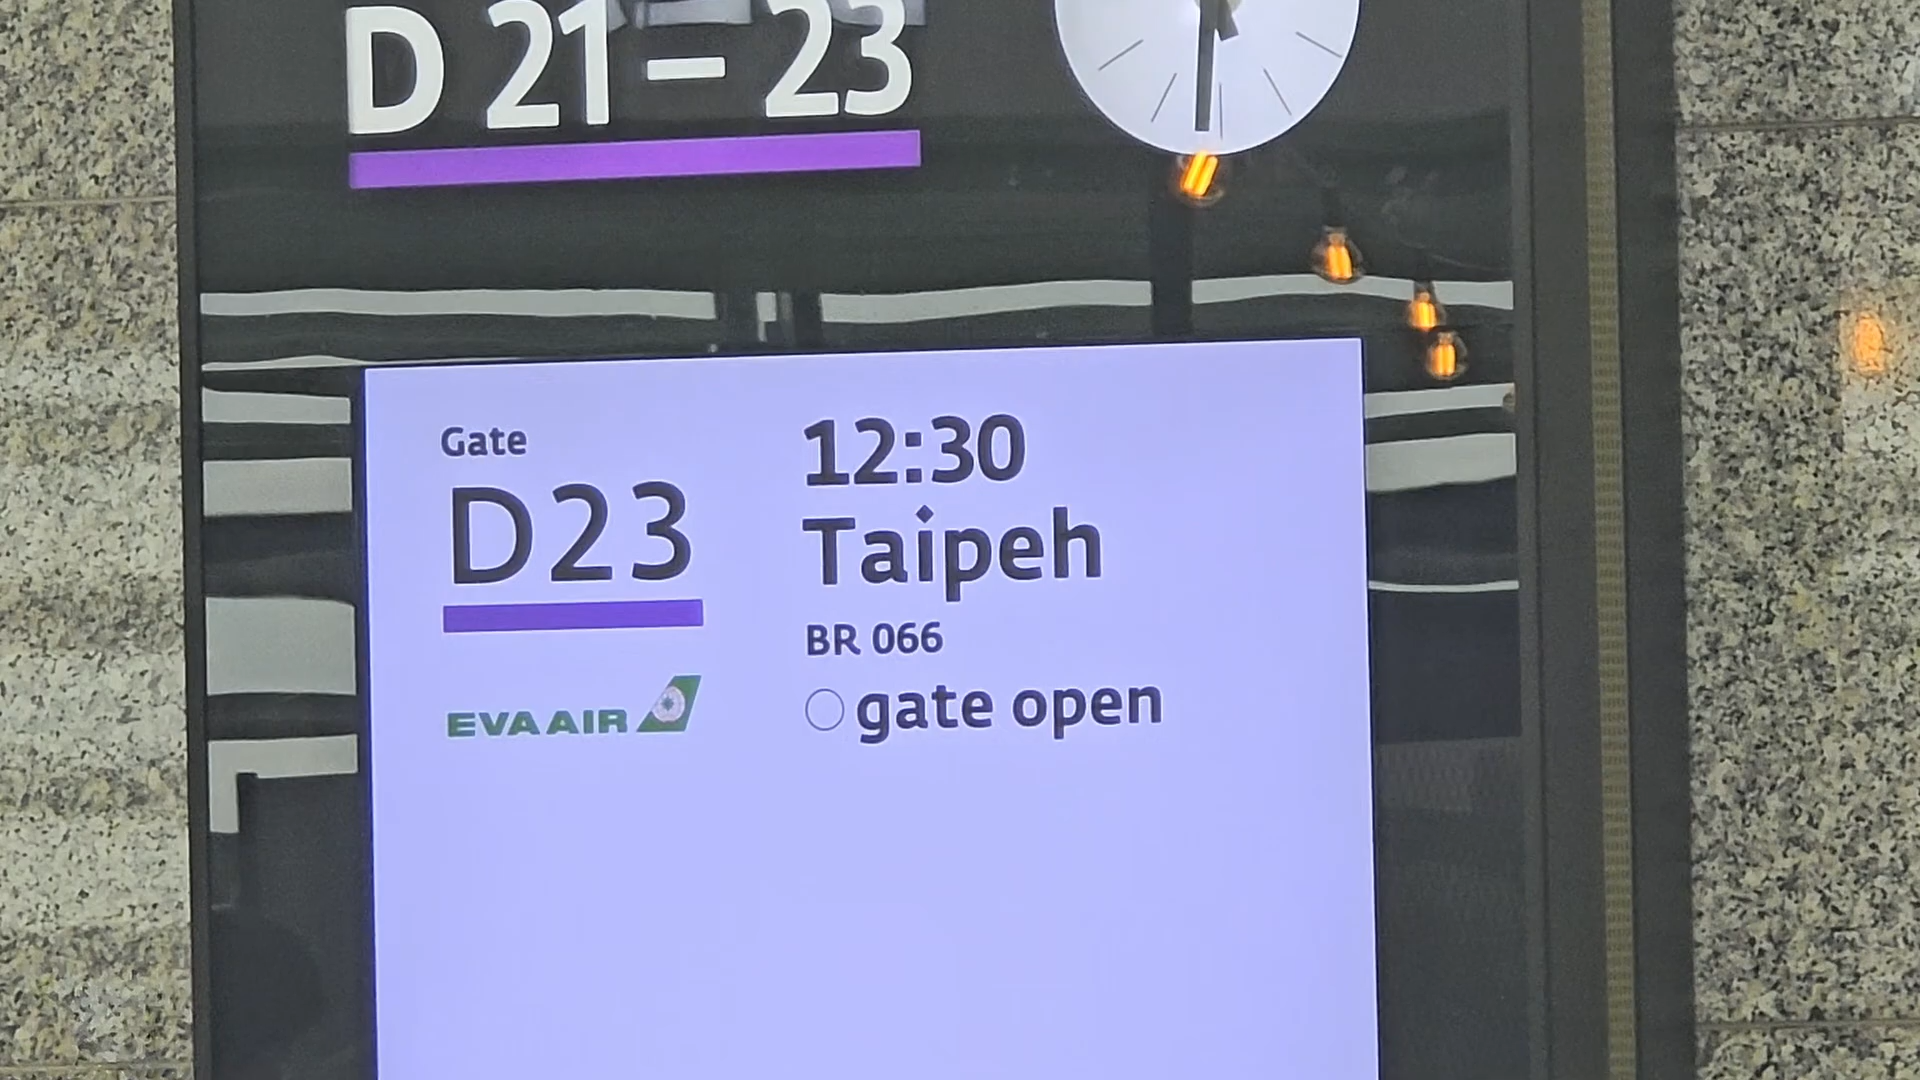 D 21 – 23
Gate
D23
12:30
Taipeh
BR 066
gate open
EVA AIR